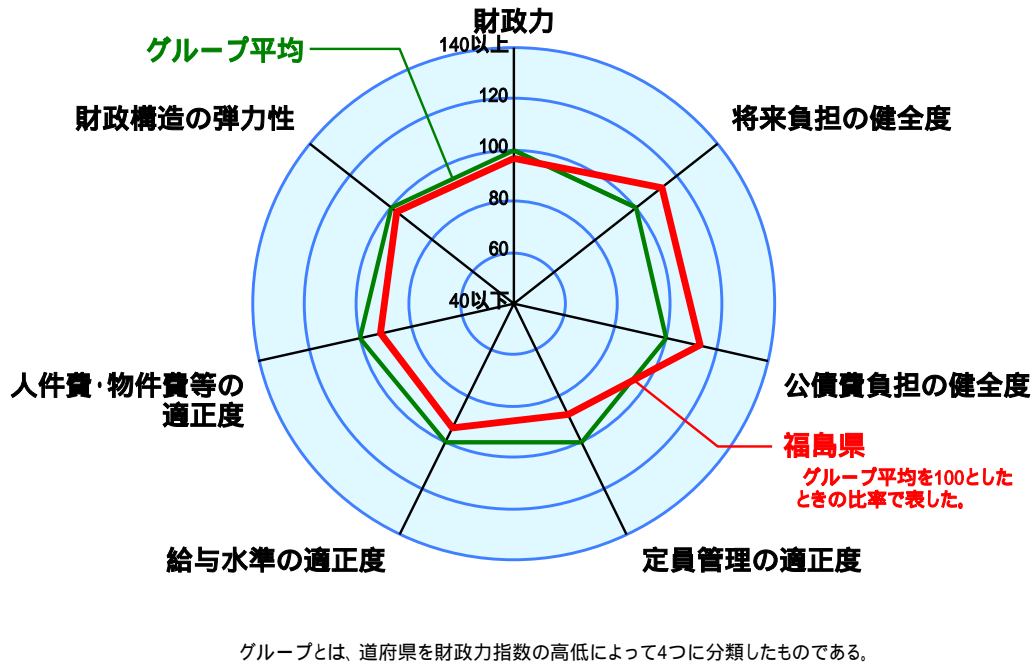 財政力
140以上
グループ平均
120
財政構造の弾力性
将来負担の健全度
100
80
60
40以下
人件費・物件費等の
適正度
公債費負担の健全度
福島県
グループ平均を100とした
ときの比率で表した。
給与水準の適正度
定員管理の適正度
グループとは、道府県を財政力指数の高低によって4つに分類したものである。